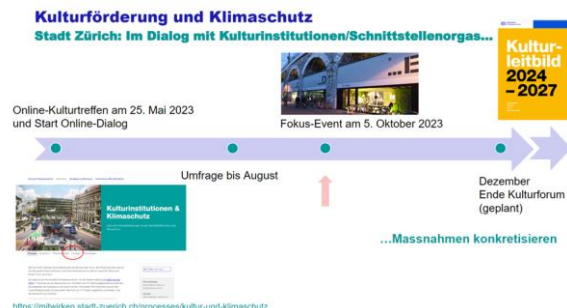 Kulturförderung und Klimaschutz
Stadt Zürich: Im Dialog mit Kulturinstitutionen/Schnittstellenorgas...
Kultur-
leitbild
2024
– 2027
Online-Kulturtreffen am 25. Mai 2023
und Start Online-Dialog
Fokus-Event am 5. Oktober 2023
Umfrage bis August
Dezember
Ende Kulturforum
(geplant)
Kulturinstitutionen &
Klimaschutz
...Massnahmen konkretisieren
https://mitwirken.stadt-zuerich.ch/processes/kultur-und-klimaschutz